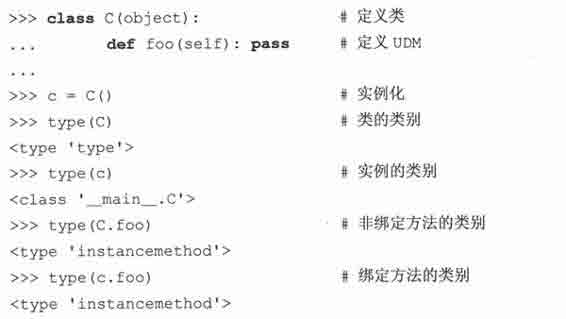 >>> class C(object):                    # 定义类
...     def foo(self): pass             # 定义 UDM
...
>>> c = C()                             # 实例化
>>> type(C)                             # 类的类别
<type 'type'>
>>> type(c)                             # 实例的类别
<class '__main__.C'>
>>> type(C.foo)                         # 非绑定方法的类别
<type 'instancemethod'>
>>> type(c.foo)                         # 绑定方法的类别
<type 'instancemethod'>